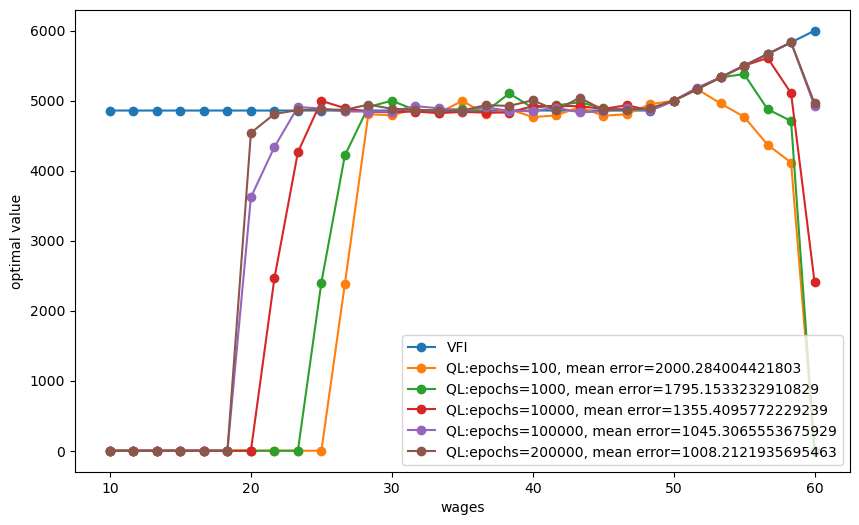 6000
5000
4000
3000
2000
1000
0
optimal value
10
20
30
40
50
60
wages
VFI
QL:epochs=100, mean error=2000.284004421803
QL:epochs=1000, mean error=1795.1533232910829
QL:epochs=10000, mean error=1355.4095772229239
QL:epochs=100000, mean error=1045.3065553675929
QL:epochs=200000, mean error=1008.2121935695463